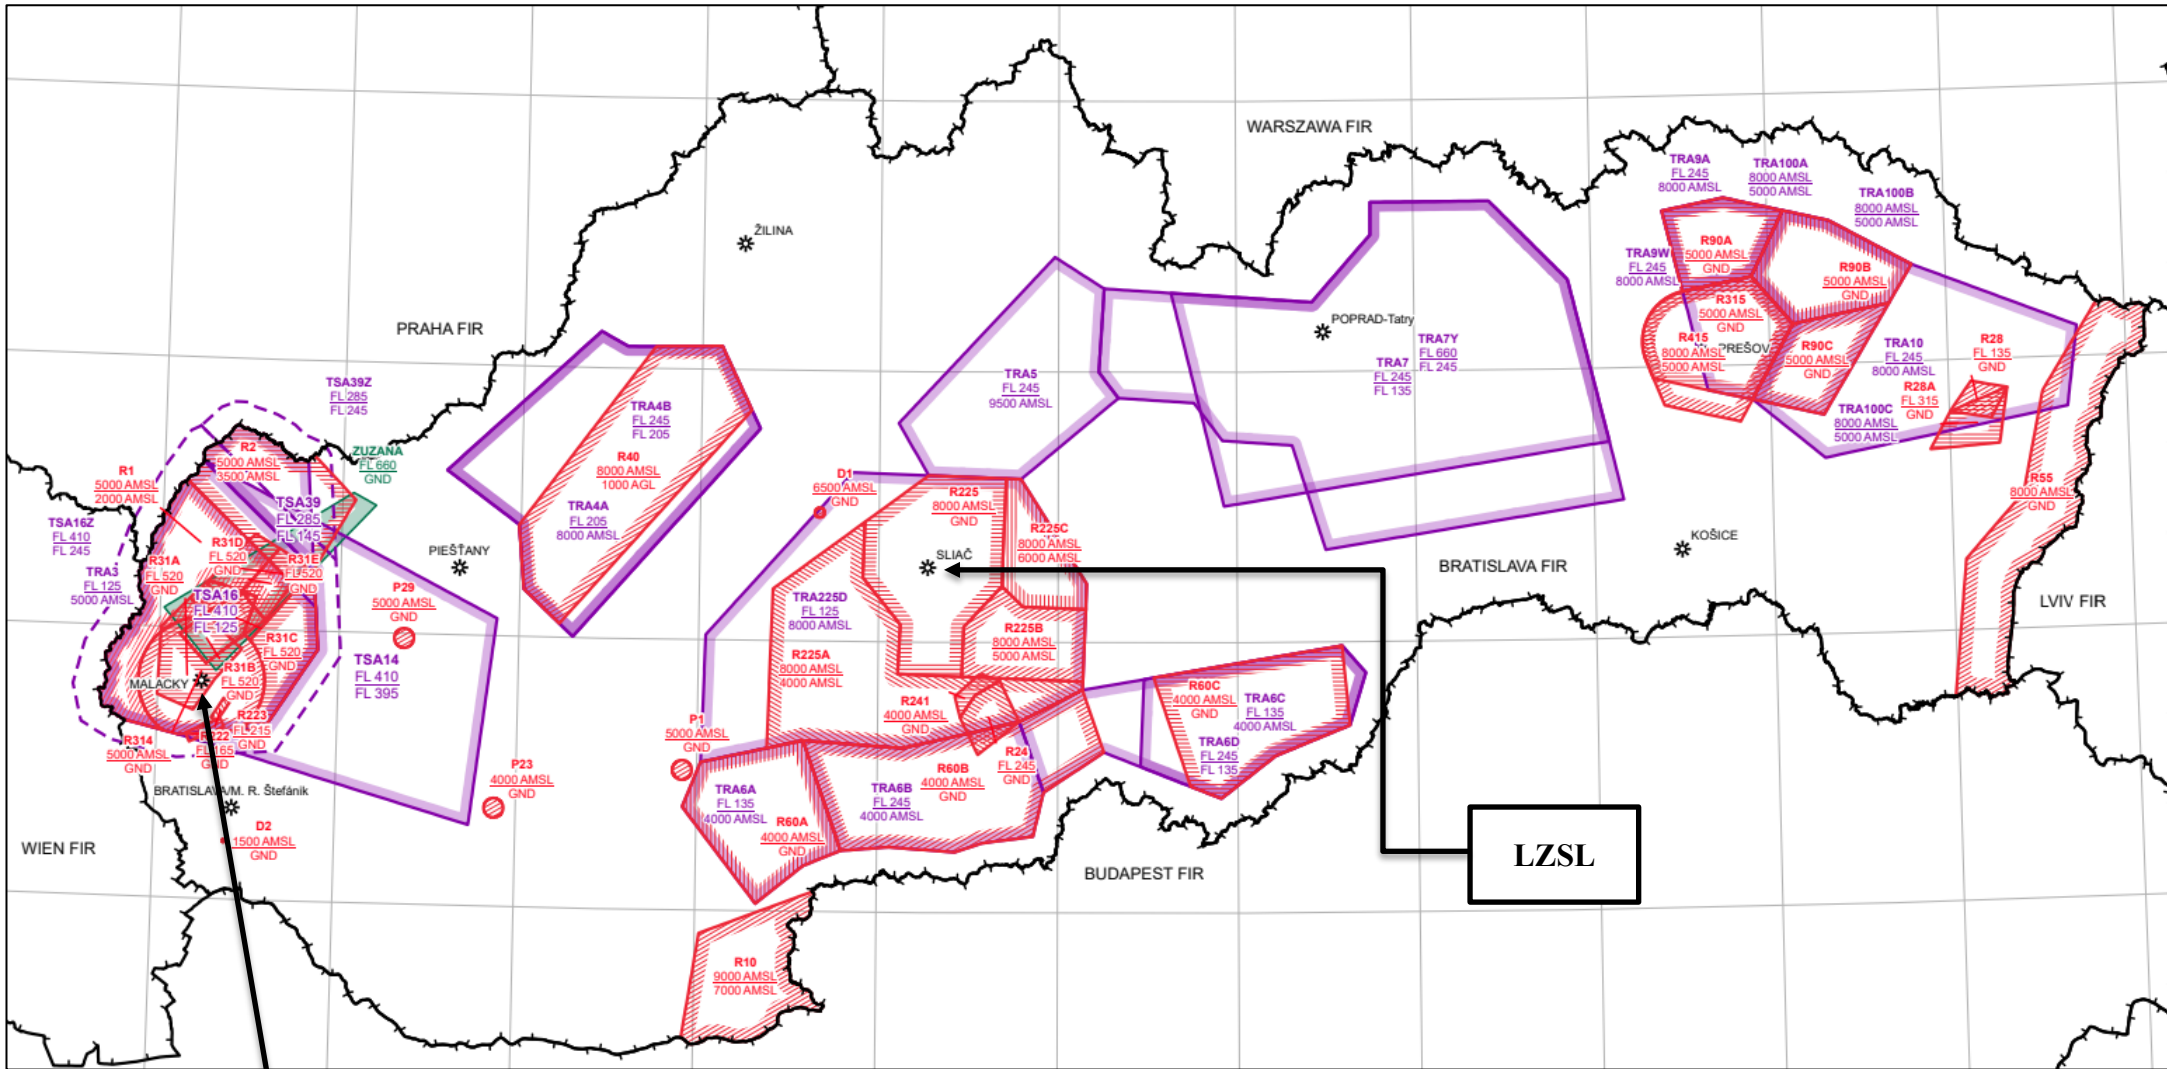 WARSZAWA FIR
TRA9A
FL 245
8000 AMSL
TRA100A
8000 AMSL
5000 AMSL
TRA100B
8000 AMSL
5000 AMSL
ŽILINA
R90A
5000 AMSL
GND
TRA9W
FL 245
8000 AMSL
R90B
5000 AMSL
GND
PRAHA FIR
POPRAD-Tatry
R315
5000 AMSL
GND
R415
8000 AMSL
5000 AMSL
PREŠOV
R90C
5000 AMSL
GND
TRA10
FL 245
8000 AMSL
R28
FL 135
GND
R28A
FL 315
GND
TRA7Y
FL 660
FL 245
TRA7
FL 245
FL 135
TRA5
FL 245
9500 AMSL
TSA39Z
FL 285
FL 245
TRA4B
FL 245
FL 205
TRA100C
8000 AMSL
5000 AMSL
R2
5000 AMSL
3500 AMSL
ZUZANA
FL 660
GND
R40
8000 AMSL
1000 AGL
R1
5000 AMSL
2000 AMSL
D1
6500 AMSL
GND
R225
8000 AMSL
GND
R55
8000 AMSL
GND
TSA39
FL 285
FL 145
TRA4A
FL 205
8000 AMSL
TSA16Z
FL 410
FL 245
R225C
8000 AMSL
6000 AMSL
R31D
FL 520
GND
R31E
FL 520
GND
R31A
FL 520
GND
PIEŠŤANY
SLIAČ
KOŠICE
BRATISLAVA FIR
TRA3
FL 125
5000 AMSL
TSA16
FL 410
FL 125
P29
5000 AMSL
GND
TRA225D
FL 125
8000 AMSL
LVIV FIR
R31C
FL 520
GND
R225B
8000 AMSL
5000 AMSL
TSA14
FL 410
FL 395
R225A
8000 AMSL
4000 AMSL
R31B
FL 520
GND
MALACKY
R60C
4000 AMSL
GND
TRA6C
FL 135
4000 AMSL
R241
4000 AMSL
GND
R223
FL 215
GND
R314
5000 AMSL
GND
FL 165
GND
P1
5000 AMSL
GND
TRA6D
FL 245
FL 135
R24
FL 245
GND
P23
4000 AMSL
GND
R60B
4000 AMSL
GND
BRATISLAVA/M. R. Štefánik
TRA6A
FL 135
4000 AMSL
TRA6B
FL 245
4000 AMSL
R60A
4000 AMSL
GND
D2
1500 AMSL
GND
WIEN FIR
LZSL
BUDAPEST FIR
R10
9000 AMSL
7000 AMSL